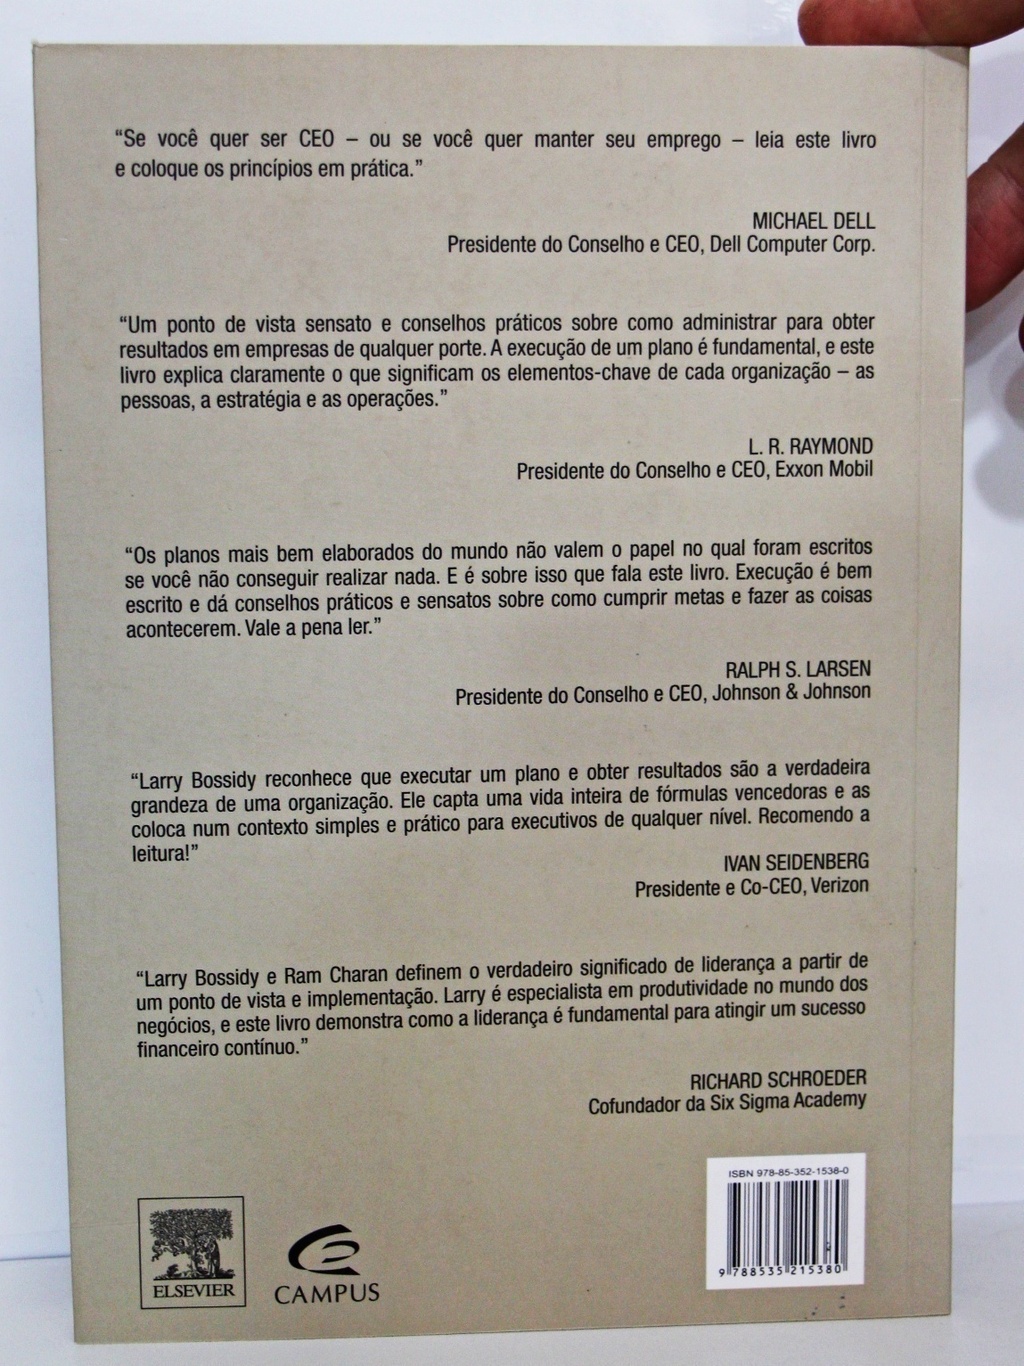 “Se você quer ser CEO – ou se você quer manter seu emprego – leia este livro
e coloque os princípios em prática.”
MICHAEL DELL
Presidente do Conselho e CEO, Dell Computer Corp.
“Um ponto de vista sensato e conselhos práticos sobre como administrar para obter
resultados em empresas de qualquer porte. A execução de um plano é fundamental, e este
livro explica claramente o que significam os elementos-chave de cada organização – as
pessoas, a estratégia e as operações.”
L. R. RAYMOND
Presidente do Conselho e CEO, Exxon Mobil
“Os planos mais bem elaborados do mundo não valem o papel no qual foram escritos
se você não conseguir realizar nada. E é sobre isso que fala este livro. Execução é bem
escrito e dá conselhos práticos e sensatos sobre como cumprir metas e fazer as coisas
acontecerem. Vale a pena ler.”
RALPH S. LARSEN
Presidente do Conselho e CEO, Johnson & Johnson
“Larry Bossidy reconhece que executar um plano e obter resultados são a verdadeira
grandeza de uma organização. Ele capta uma vida inteira de fórmulas vencedoras e as
coloca num contexto simples e prático para executivos de qualquer nível. Recomendo a
leitura!”
IVAN SEIDENBERG
Presidente e Co-CEO, Verizon
“Larry Bossidy e Ram Charan definem o verdadeiro significado de liderança a partir de
um ponto de vista e implementação. Larry é especialista em produtividade no mundo dos
negócios, e este livro demonstra como a liderança é fundamental para atingir um sucesso
financeiro contínuo.”
RICHARD SCHROEDER
Cofundador da Six Sigma Academy
ISBN 978-85-352-1538-0
9 788535 215380
ELSEVIER
CAMPUS